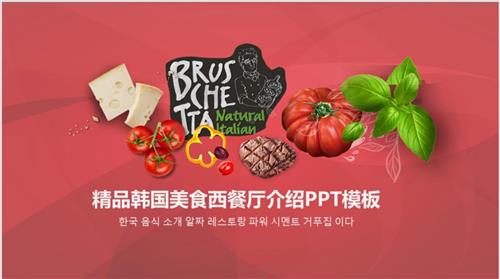 BRUS
CHE
TTA
Natural
Italian
精品韩国美食西餐厅介绍PPT模板
한국 음식 소개 알짜 레스토랑 파워 시멘트 거푸집 이다